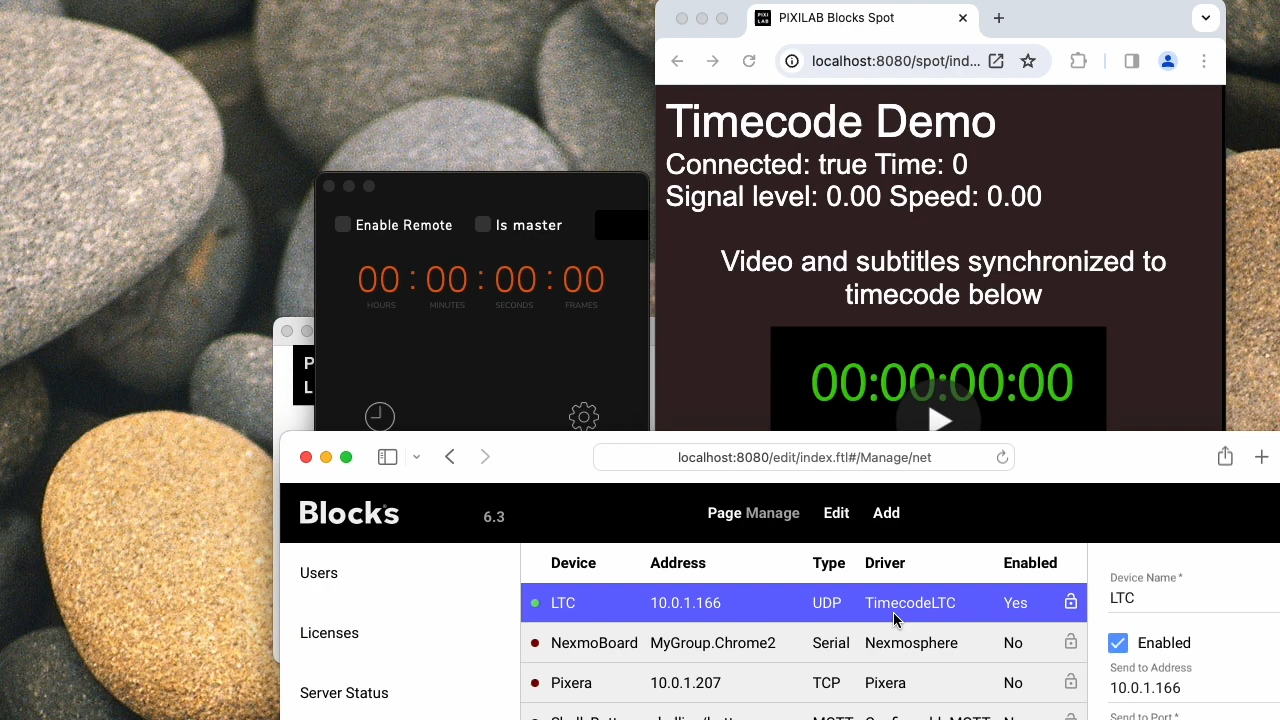 PIXI
LAB
PIXILAB Blocks Spot
localhost:8080/spot/ind...
Timecode Demo
Connected: true Time: 0
Signal level: 0.00 Speed: 0.00
Video and subtitles synchronized to
timecode below
00:00:00:00
Enable Remote
Is master
00 : 00 : 00 : 00
HOURS MINUTES SECONDS FRAMES
P
L
localhost:8080/edit/index.ftl#/Manage/net
Blocks 6.3
Page Manage Edit Add
Users
Licenses
Server Status
Device Address Type Driver Enabled
LTC 10.0.1.166 UDP TimecodeLTC Yes
NexmoBoard MyGroup.Chrome2 Serial Nexmosphere No
Pixera 10.0.1.207 TCP Pixera No
Device Name*
LTC
Enabled
Send to Address
10.0.1.166
Send to Port*